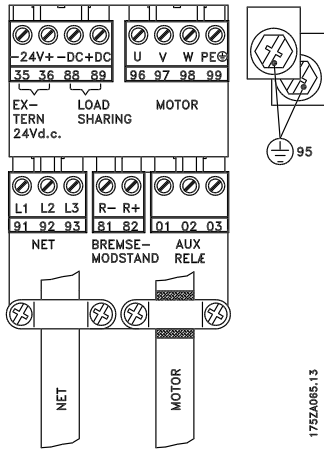 −24V+ −DC+DC
35 36 88 89
EX-
TERN
24Vd.c.
LOAD
SHARING
U V W PE
96 97 98 99
MOTOR
95
L1 L2 L3
91 92 93
NET
R− R+
81 82
BREMSE-
MODSTAND
01 02 03
AUX
RELÆ
NET
MOTOR
175ZA065.13